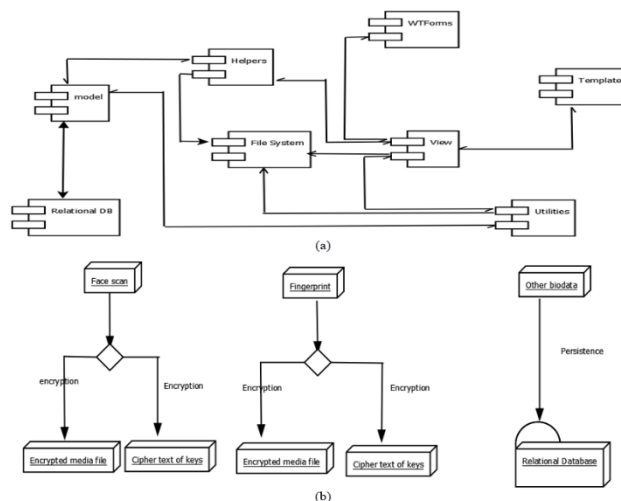 WTForms
Helpers
model
Template
File System
View
Relational DB
Utilities
(a)
Face scan
Fingerprint
Other biodata
Persistence
encryption
Encryption
Encryption
Encryption
Encrypted media file
Cipher text of keys
Encrypted media file
Cipher text of keys
Relational Database
(b)